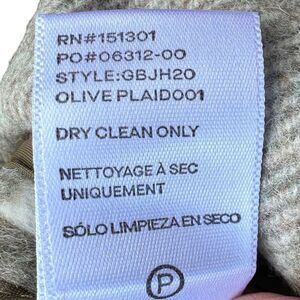 RN#151301
PO#06312-00
STYLE:GBJH20
OLIVE PLAID001
DRY CLEAN ONLY
NETTOYAGE À SEC
UNIQUEMENT
SÓLO LIMPIEZA EN SECO
P